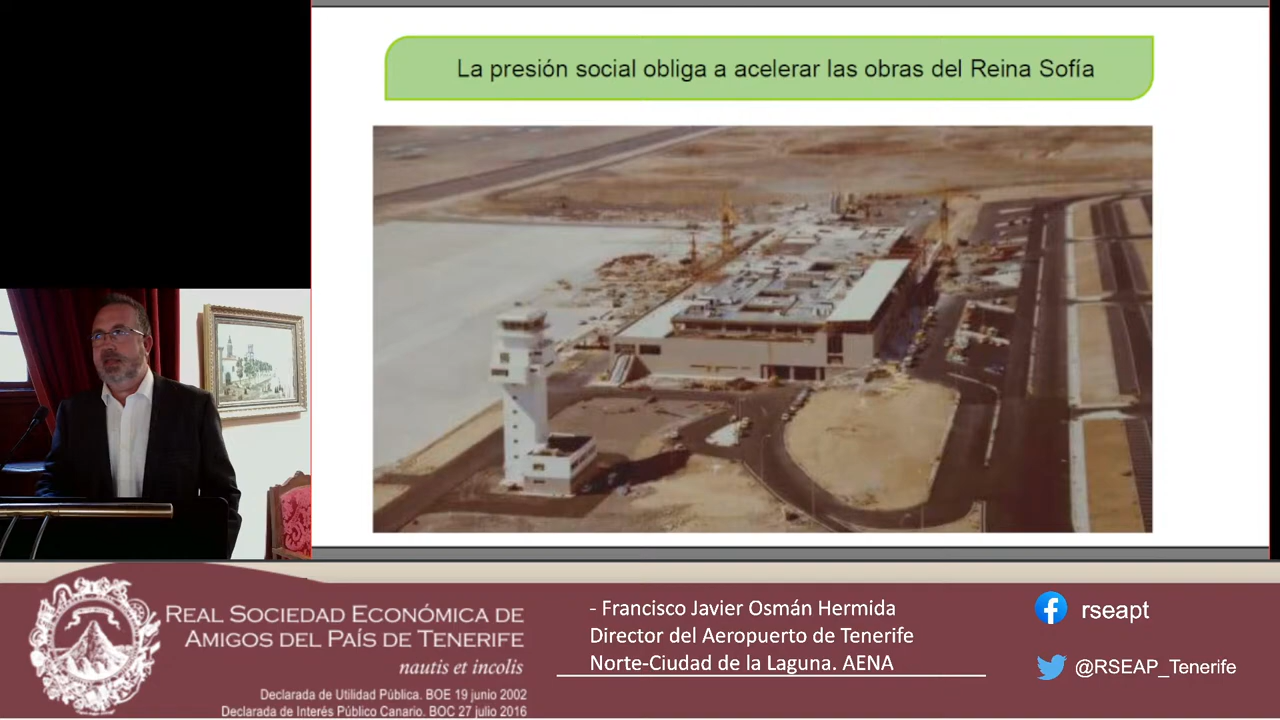 La presión social obliga a acelerar las obras del Reina Sofía
REAL SOCIEDAD ECONÓMICA DE
AMIGOS DEL PAÍS DE TENERIFE
nautis et incolis
Declarada de Utilidad Pública. BOE 19 junio 2002
Declarada de Interés Público Canario. BOC 27 julio 2016
- Francisco Javier Osmán Hermida
Director del Aeropuerto de Tenerife
Norte-Ciudad de la Laguna. AENA
rseapt
@RSEAP_Tenerife